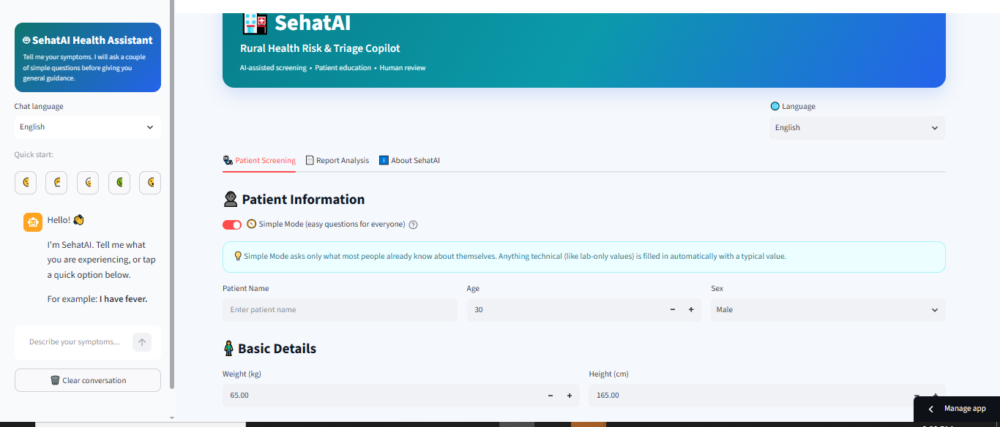 SehatAI Health Assistant
Tell me your symptoms. I will ask a couple
of simple questions before giving you
general guidance.
Chat language
English
Quick start:
Hello! 👋
I'm SehatAI. Tell me what
you are experiencing, or tap
a quick option below.
For example: I have fever.
Describe your symptoms...
Clear conversation
SehatAI
Rural Health Risk & Triage Copilot
AI-assisted screening • Patient education • Human review
Language
English
Patient Screening
Report Analysis
About SehatAI
Patient Information
Simple Mode (easy questions for everyone)
Simple Mode asks only what most people already know about themselves. Anything technical (like lab-only values) is filled in automatically with a typical value.
Patient Name
Enter patient name
Age
30
Sex
Male
Basic Details
Weight (kg)
65.00
Height (cm)
165.00
Manage app